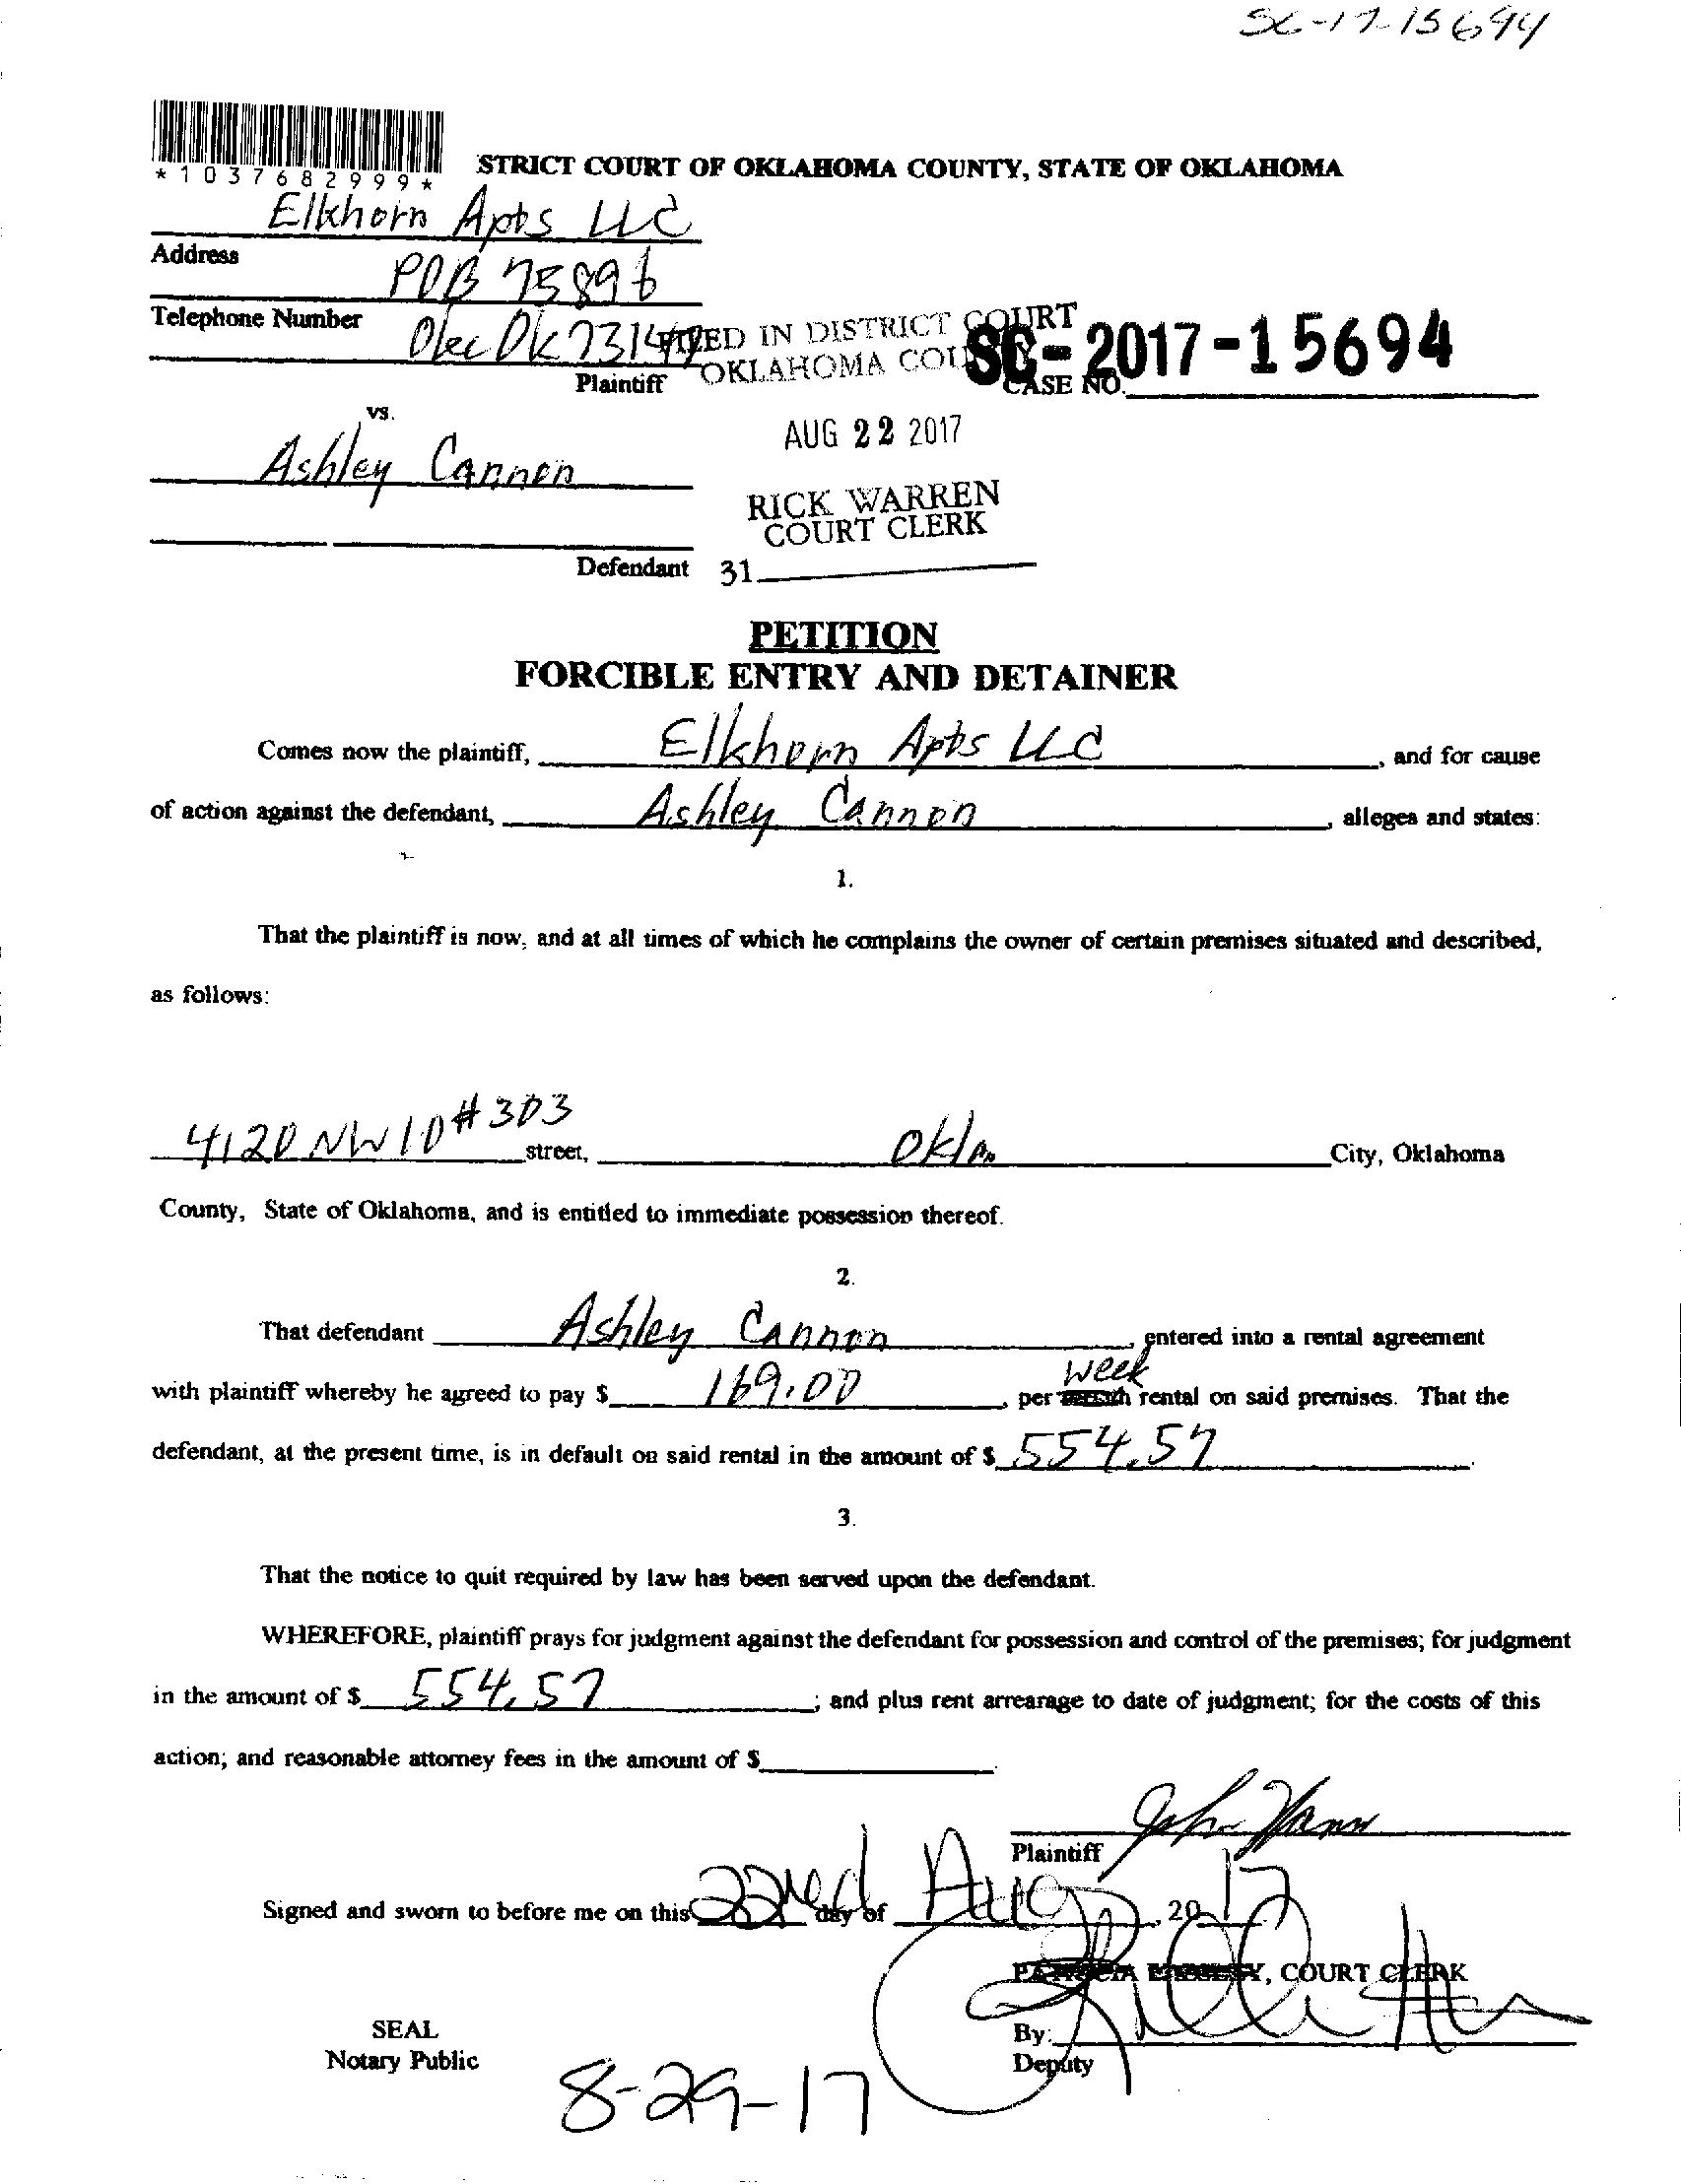 SC-17-15694
*1037682999*
STRICT COURT OF OKLAHOMA COUNTY, STATE OF OKLAHOMA
Elkhorn Apts LLC
Address
POB 75896
Telephone Number
Okc Ok 73147
FILED IN DISTRICT COURT
OKLAHOMA COUNTY
SC-2017-15694
Plaintiff
CASE NO.
vs.
AUG 22 2017
Ashley Cannon
RICK WARREN
COURT CLERK
Defendant 31
PETITION
FORCIBLE ENTRY AND DETAINER
Comes now the plaintiff, Elkhorn Apts LLC, and for cause
of action against the defendant, Ashley Cannon, alleges and states:
1.
That the plaintiff is now, and at all times of which he complains the owner of certain premises situated and described,
as follows:
4120 NW 10 #303 street, Okla City, Oklahoma
County, State of Oklahoma, and is entitled to immediate possession thereof.
2.
That defendant Ashley Cannon, entered into a rental agreement
with plaintiff whereby he agreed to pay $ 169.00, per week rental on said premises. That the
defendant, at the present time, is in default on said rental in the amount of $ 554.57
3.
That the notice to quit required by law has been served upon the defendant.
WHEREFORE, plaintiff prays for judgment against the defendant for possession and control of the premises; for judgment
in the amount of $ 554.57; and plus rent arrearage to date of judgment; for the costs of this
action; and reasonable attorney fees in the amount of $
Plaintiff
Signed and sworn to before me on this 22nd day of Aug, 2017
, COURT CLERK
SEAL
By:
Notary Public
Deputy
8-29-17